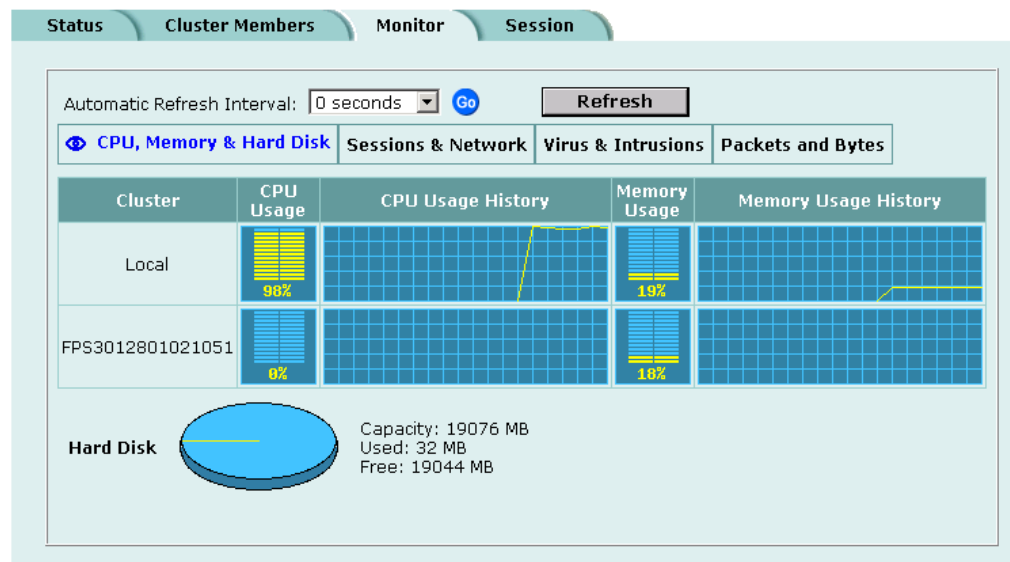 Status Cluster Members Monitor Session
Automatic Refresh Interval: 0 seconds Go Refresh
CPU, Memory & Hard Disk Sessions & Network Virus & Intrusions Packets and Bytes
Cluster CPU Usage CPU Usage History Memory Usage Memory Usage History
Local 98% 19%
FPS3012801021051 0% 18%
Hard Disk
Capacity: 19076 MB
Used: 32 MB
Free: 19044 MB